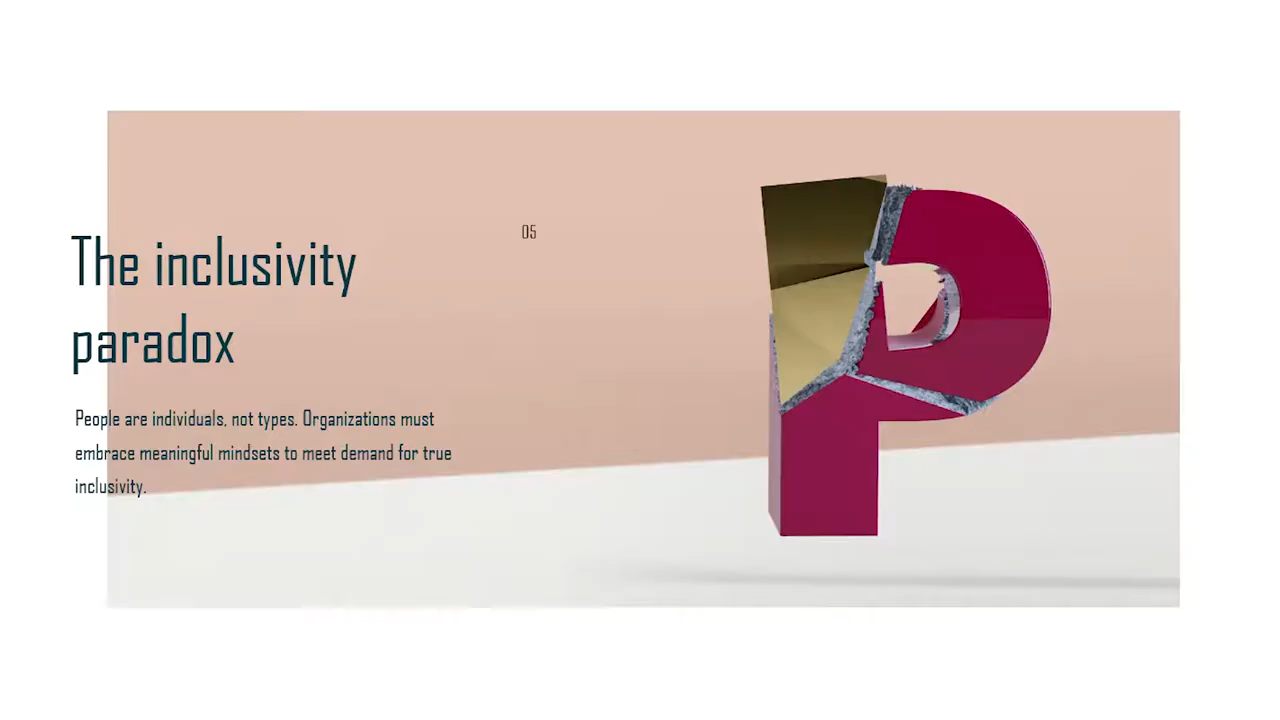 The inclusivity
paradox
05
People are individuals, not types. Organizations must
embrace meaningful mindsets to meet demand for true
inclusivity.
P